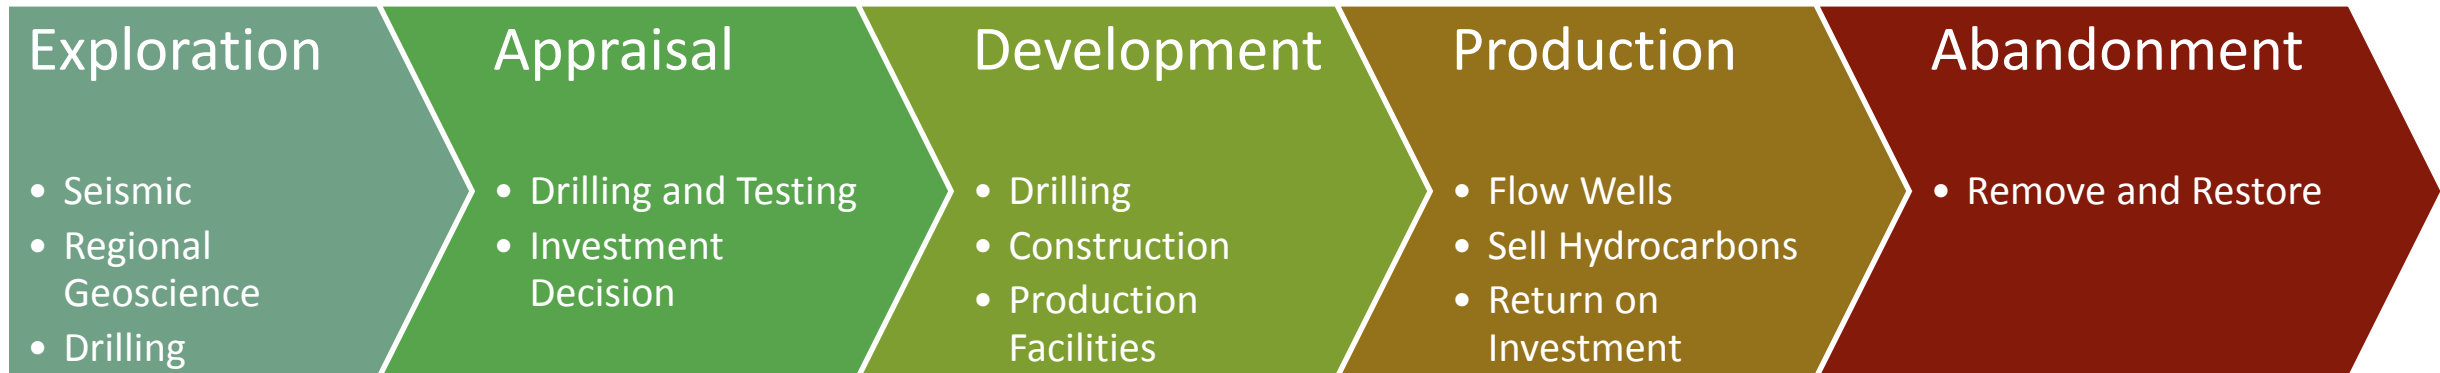 Exploration
• Seismic
• Regional
Geoscience
• Drilling
Appraisal
• Drilling and Testing
• Investment
Decision
Development
• Drilling
• Construction
• Production
Facilities
Production
• Flow Wells
• Sell Hydrocarbons
• Return on
Investment
Abandonment
• Remove and Restore